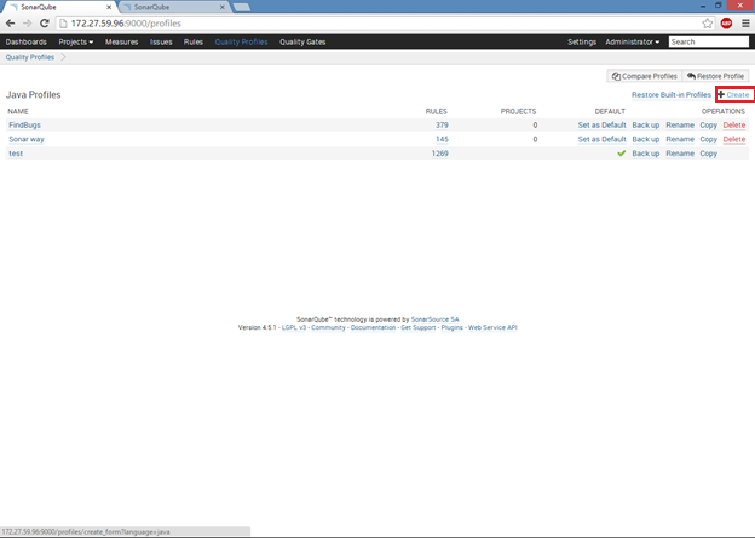 SonarQube SonarQube
172.27.59.96:9000/profiles ABP
Dashboards Projects Measures Issues Rules Quality Profiles Quality Gates Settings Administrator Search
Quality Profiles
Compare Profiles Restore Profile
Java Profiles Restore Built-in Profiles Create
NAME RULES PROJECTS DEFAULT OPERATIONS
FindBugs 379 0 Set as Default Back up Rename Copy Delete
Sonar way 145 0 Set as Default Back up Rename Copy Delete
test 1269 Back up Rename Copy
SonarQube™ technology is powered by SonarSource SA
Version 4.5.1 - LGPL v3 - Community - Documentation - Get Support - Plugins - Web Service API
172.27.59.96:9000/profiles/create_form?language=java